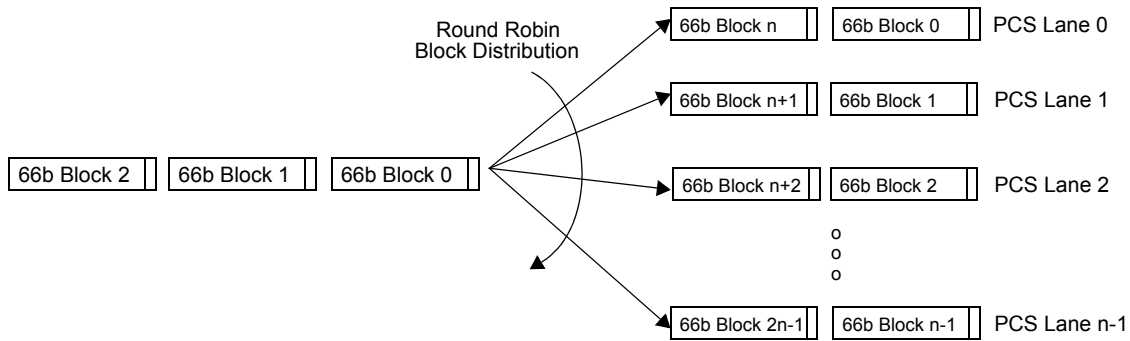 Round Robin
Block Distribution
66b Block n 66b Block 0 PCS Lane 0
66b Block n+1 66b Block 1 PCS Lane 1
66b Block 2 66b Block 1 66b Block 0
66b Block n+2 66b Block 2 PCS Lane 2
o
o
o
66b Block 2n-1 66b Block n-1 PCS Lane n-1